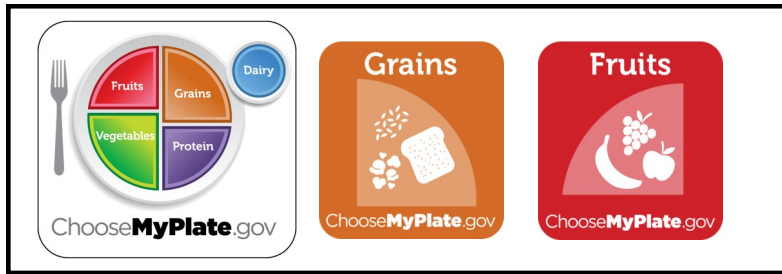 Fruits
Grains
Dairy
Vegetables
Protein
ChooseMyPlate.gov
Grains
ChooseMyPlate.gov
Fruits
ChooseMyPlate.gov